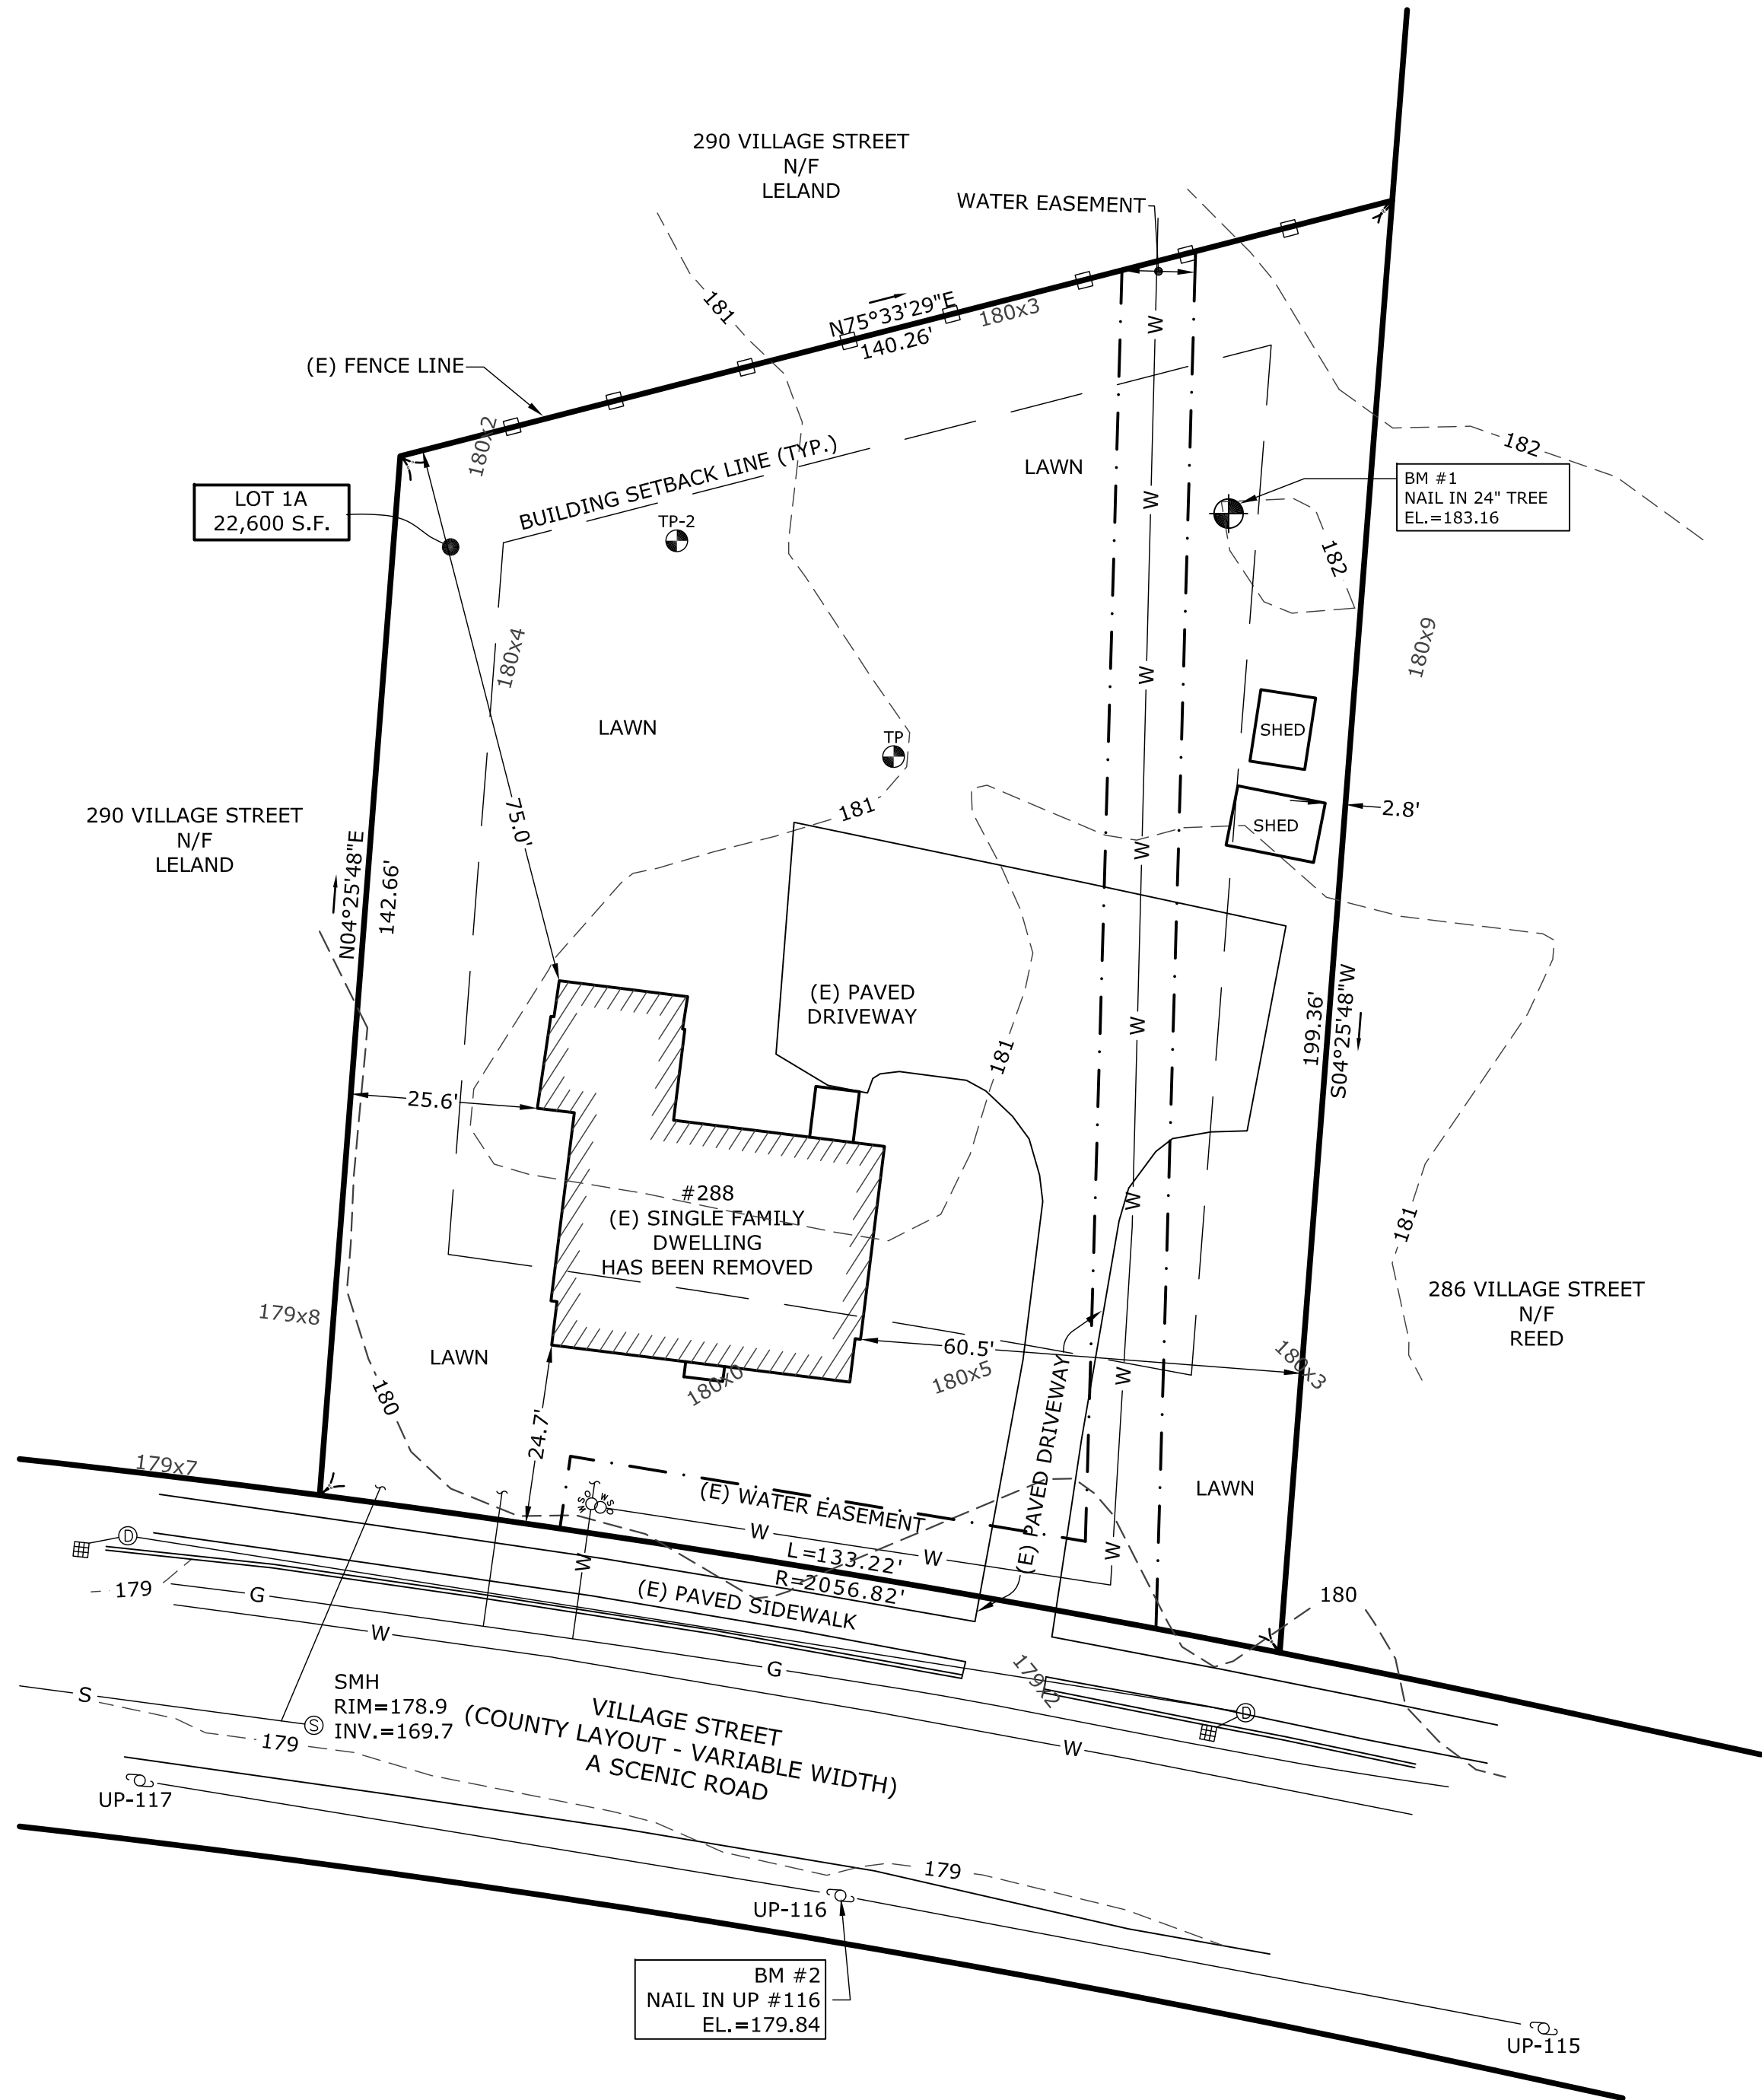 290 VILLAGE STREET
N/F
LELAND
WATER EASEMENT
181
N75°33'29"E
140.26'
180x3
(E) FENCE LINE
180x2
182
BUILDING SETBACK LINE (TYP.)
LAWN
W
BM #1
NAIL IN 24" TREE
EL.=183.16
LOT 1A
22,600 S.F.
TP-2
W
182
180x4
180x9
W
LAWN
SHED
TP
75.0'
181
2.8'
290 VILLAGE STREET
N/F
LELAND
SHED
W
N04°25'48"E
142.66'
(E) PAVED
DRIVEWAY
W
199.36'
S04°25'48"W
181
25.6'
#288
(E) SINGLE FAMILY
DWELLING
HAS BEEN REMOVED
W
181
286 VILLAGE STREET
N/F
REED
179x8
LAWN
60.5'
180x5
180x0
180x3
W
180
24.7'
(E) PAVED DRIVEWAY
179x7
LAWN
(E) WATER EASEMENT
WSO
WSO
W
W
W
W
D
L=133.22'
R=2056.82'
179
G
(E) PAVED SIDEWALK
180
W
G
179x2
S
SMH
RIM=178.9
INV.=169.7
S
D
179
VILLAGE STREET
(COUNTY LAYOUT - VARIABLE WIDTH)
A SCENIC ROAD
W
UP-117
179
UP-116
BM #2
NAIL IN UP #116
EL.=179.84
UP-115